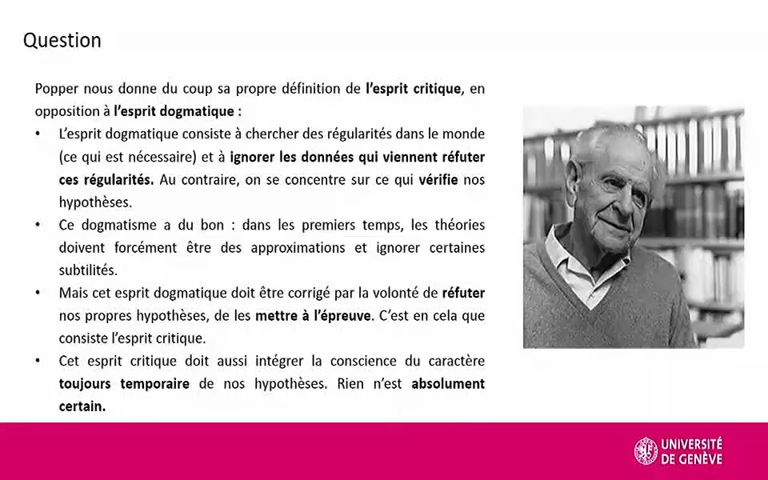 Question
Popper nous donne du coup sa propre définition de l'esprit critique, en
opposition à l'esprit dogmatique :
• L'esprit dogmatique consiste à chercher des régularités dans le monde
(ce qui est nécessaire) et à ignorer les données qui viennent réfuter
ces régularités. Au contraire, on se concentre sur ce qui vérifie nos
hypothèses.
• Ce dogmatisme a du bon : dans les premiers temps, les théories
doivent forcément être des approximations et ignorer certaines
subtilités.
• Mais cet esprit dogmatique doit être corrigé par la volonté de réfuter
nos propres hypothèses, de les mettre à l'épreuve. C'est en cela que
consiste l'esprit critique.
• Cet esprit critique doit aussi intégrer la conscience du caractère
toujours temporaire de nos hypothèses. Rien n'est absolument
certain.
UNIVERSITÉ
DE GENÈVE